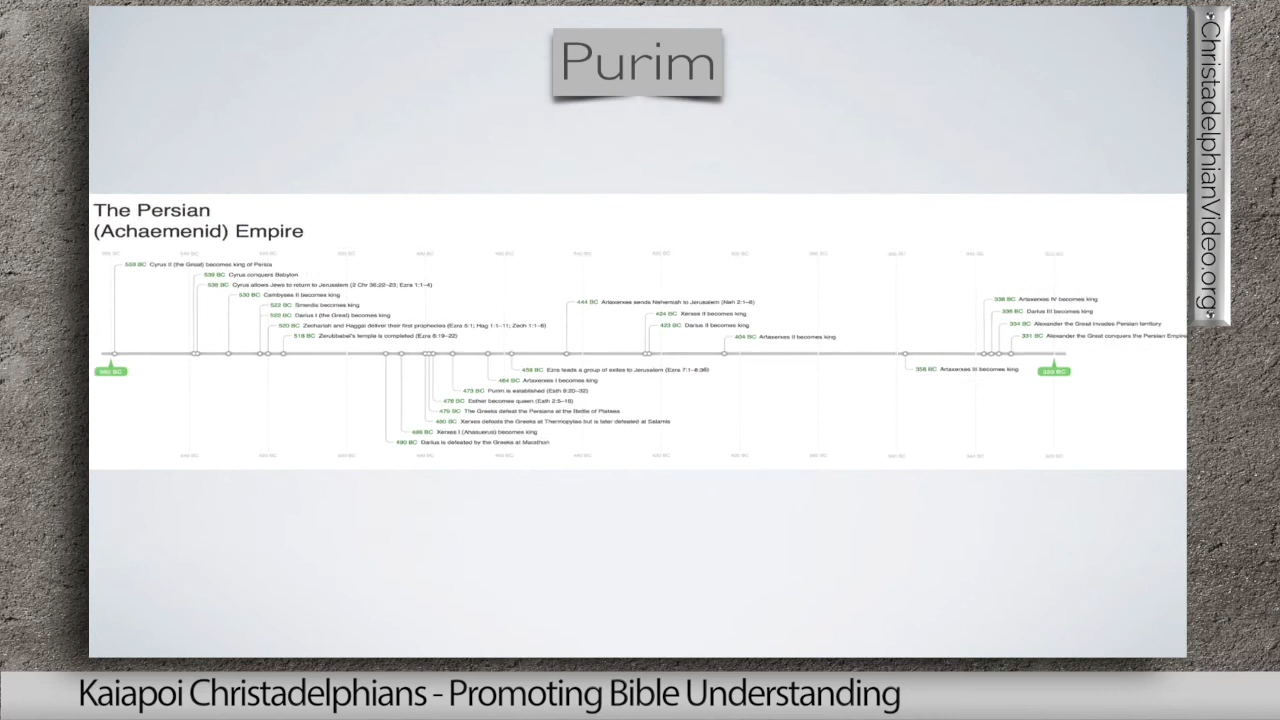 Purim
The Persian
(Achaemenid) Empire
559 BC Cyrus II (the Great) becomes king of Persia
539 BC Cyrus conquers Babylon
538 BC Cyrus allows Jews to return to Jerusalem (2 Chr 36:22–23; Ezra 1:1–4)
530 BC Cambyses II becomes king
522 BC Smerdis becomes king
522 BC Darius I (the Great) becomes king
520 BC Zechariah and Haggai deliver their first prophecies (Ezra 5:1; Hag 1:1–11; Zech 1:1–6)
516 BC Zerubbabel's temple is completed (Ezra 6:19–22)
444 BC Artaxerxes sends Nehemiah to Jerusalem (Neh 2:1–8)
424 BC Xerxes II becomes king
423 BC Darius II becomes king
404 BC Artaxerxes II becomes king
338 BC Artaxerxes IV becomes king
336 BC Darius III becomes king
334 BC Alexander the Great invades Persian territory
331 BC Alexander the Great conquers the Persian Empire
458 BC Ezra leads a group of exiles to Jerusalem (Ezra 7:1–8:36)
464 BC Artaxerxes I becomes king
473 BC Purim is established (Esth 9:20–32)
478 BC Esther becomes queen (Esth 2:5–18)
479 BC The Greeks defeat the Persians at the Battle of Plataea
480 BC Xerxes defeats the Greeks at Thermopylae but is later defeated at Salamis
486 BC Xerxes I (Ahasuerus) becomes king
490 BC Darius is defeated by the Greeks at Marathon
358 BC Artaxerxes III becomes king
Kaiapoi Christadelphians - Promoting Bible Understanding
ChristadelphianVideo.org